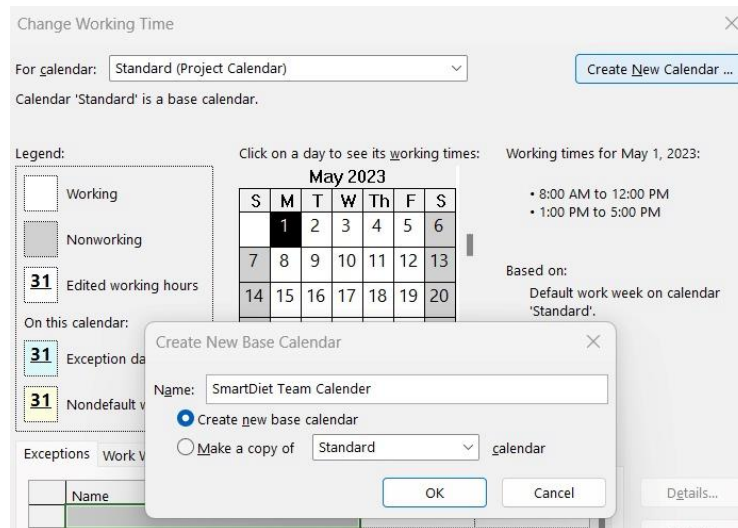 Change Working Time
For calendar: Standard (Project Calendar)
Create New Calendar ...
Calendar 'Standard' is a base calendar.
Legend:
Working
Nonworking
31 Edited working hours
On this calendar:
31 Exception da
31 Nondefault w
Click on a day to see its working times:
May 2023
S M T W Th F S
1 2 3 4 5 6
7 8 9 10 11 12 13
14 15 16 17 18 19 20
Working times for May 1, 2023:
• 8:00 AM to 12:00 PM
• 1:00 PM to 5:00 PM
Based on:
Default work week on calendar
'Standard'.
Create New Base Calendar
Name: SmartDiet Team Calender
Create new base calendar
Make a copy of Standard calendar
OK Cancel
Exceptions Work W
Name
Details...